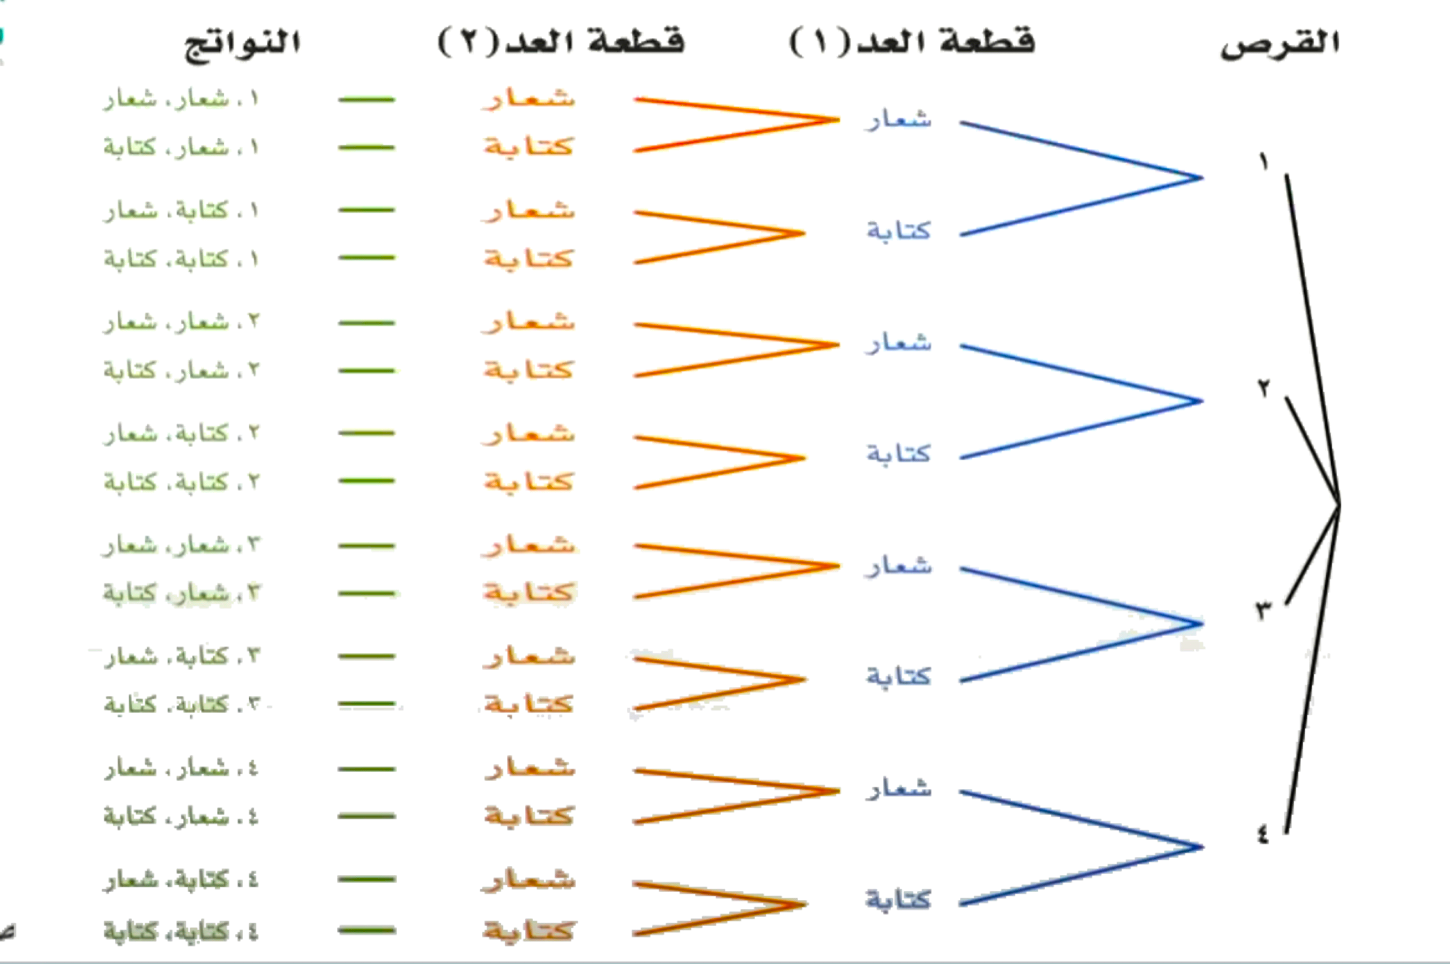 القرص قطعة العد (١) قطعة العد (٢) النواتج
شعار ١، شعار، شعار
شعار
١ كتابة ١، شعار، كتابة
شعار ١، كتابة، شعار
كتابة
كتابة ١، كتابة، كتابة
شعار ٢، شعار، شعار
شعار
٢ كتابة ٢، شعار، كتابة
شعار ٢، كتابة، شعار
كتابة
كتابة ٢، كتابة، كتابة
شعار ٣، شعار، شعار
شعار
٣ كتابة ٣، شعار، كتابة
شعار ٣، كتابة، شعار
كتابة
كتابة ٣، كتابة، كتابة
شعار ٤، شعار، شعار
شعار
٤ كتابة ٤، شعار، كتابة
شعار ٤، كتابة، شعار
كتابة
كتابة ٤، كتابة، كتابة